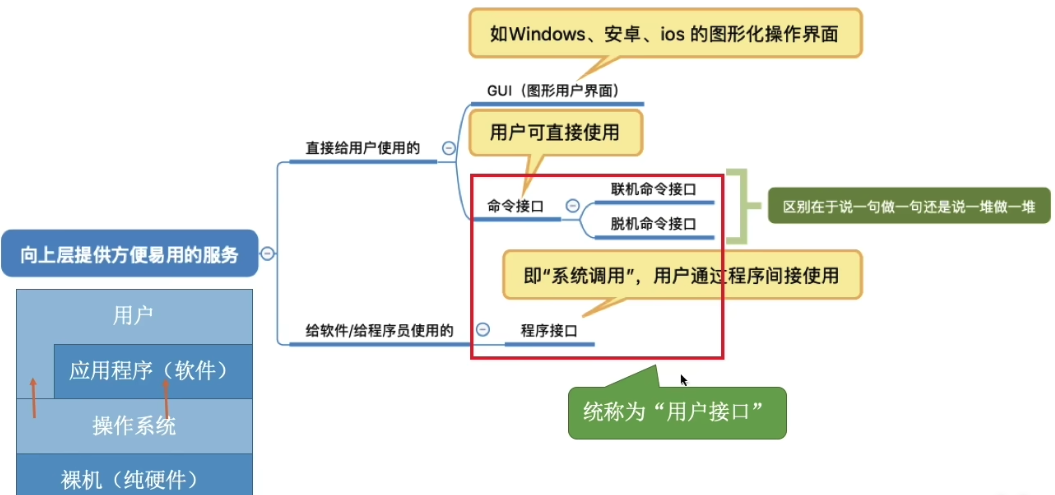 如Windows、安卓、ios 的图形化操作界面
GUI（图形用户界面）
用户可直接使用
直接给用户使用的
联机命令接口
命令接口
脱机命令接口
区别在于说一句做一句还是说一堆做一堆
向上层提供方便易用的服务
即“系统调用”，用户通过程序间接使用
给软件/给程序员使用的
程序接口
统称为“用户接口”
用户
应用程序（软件）
操作系统
裸机（纯硬件）